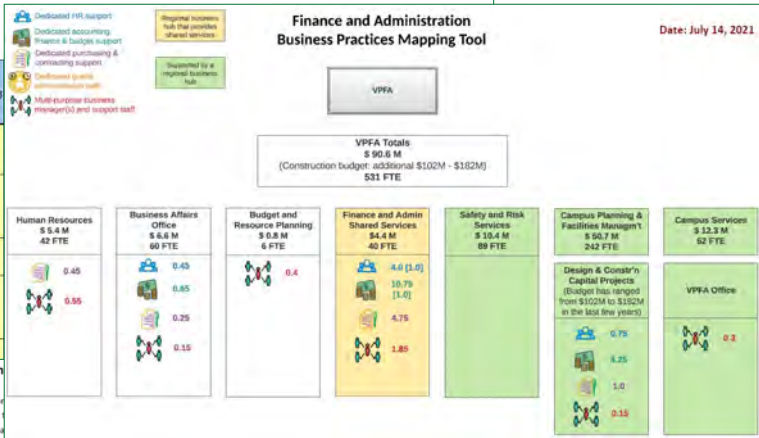 Finance and Administration
Business Practices Mapping Tool
Date: July 14, 2021
Dedicated HR support
Dedicated accounting
finance & budget support
Dedicated purchasing &
contracting support
Dedicated grants
Multi-purpose business
manager(s) and support staff
Regional business
hub that provides
shared services
Supported by a
regional business
hub
VPFA
VPFA Totals
$ 90.6 M
(Construction budget: additional $102M - $182M)
531 FTE
Human Resources
$ 5.4 M
42 FTE
0.45
0.55
Business Affairs
Office
$ 6.6 M
60 FTE
0.45
0.65
0.25
0.15
Budget and
Resource Planning
$ 0.8 M
6 FTE
0.4
Finance and Admin
Shared Services
$4.4 M
40 FTE
4.0 [1.0]
10.75
[1.0]
4.75
1.85
Safety and Risk
Services
$ 10.4 M
89 FTE
Campus Planning &
Facilities Managm't
$ 50.7 M
242 FTE
Design & Constr'n
Capital Projects
(Budget has ranged
from $102M to $182M
in the last few years)
0.75
1.0
0.15
Campus Services
$ 12.3 M
52 FTE
VPFA Office